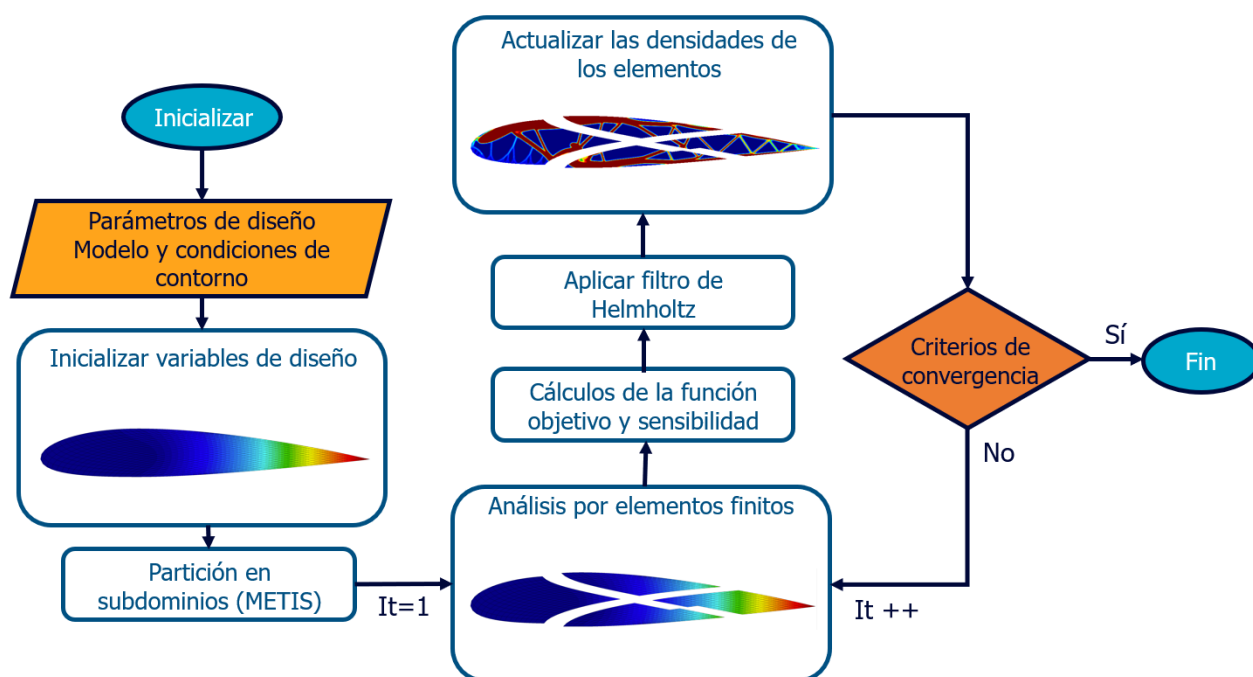 Inicializar
Parámetros de diseño
Modelo y condiciones de
contorno
Inicializar variables de diseño
Partición en
subdominios (METIS)
It=1
Análisis por elementos finitos
Cálculos de la función
objetivo y sensibilidad
Aplicar filtro de
Helmholtz
Actualizar las densidades de
los elementos
Criterios de
convergencia
Sí
Fin
No
It ++